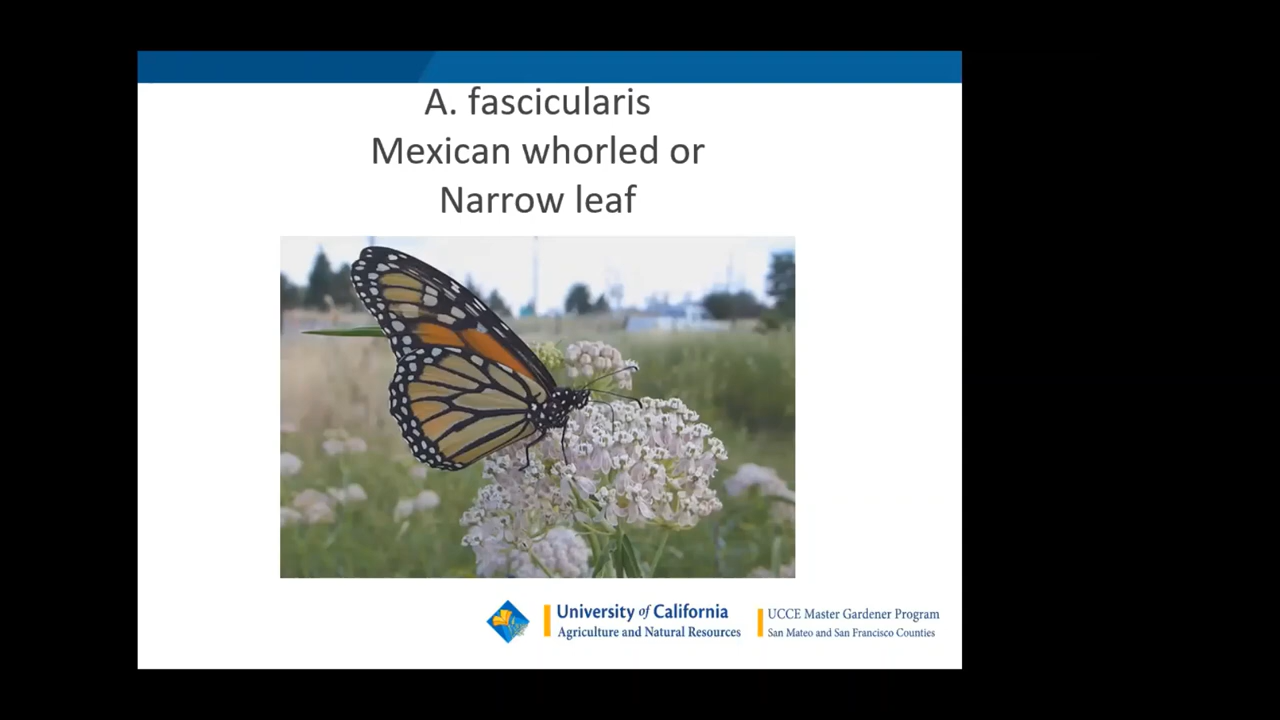 A. fascicularis
Mexican whorled or
Narrow leaf
University of California
Agriculture and Natural Resources
UCCE Master Gardener Program
San Mateo and San Francisco Counties